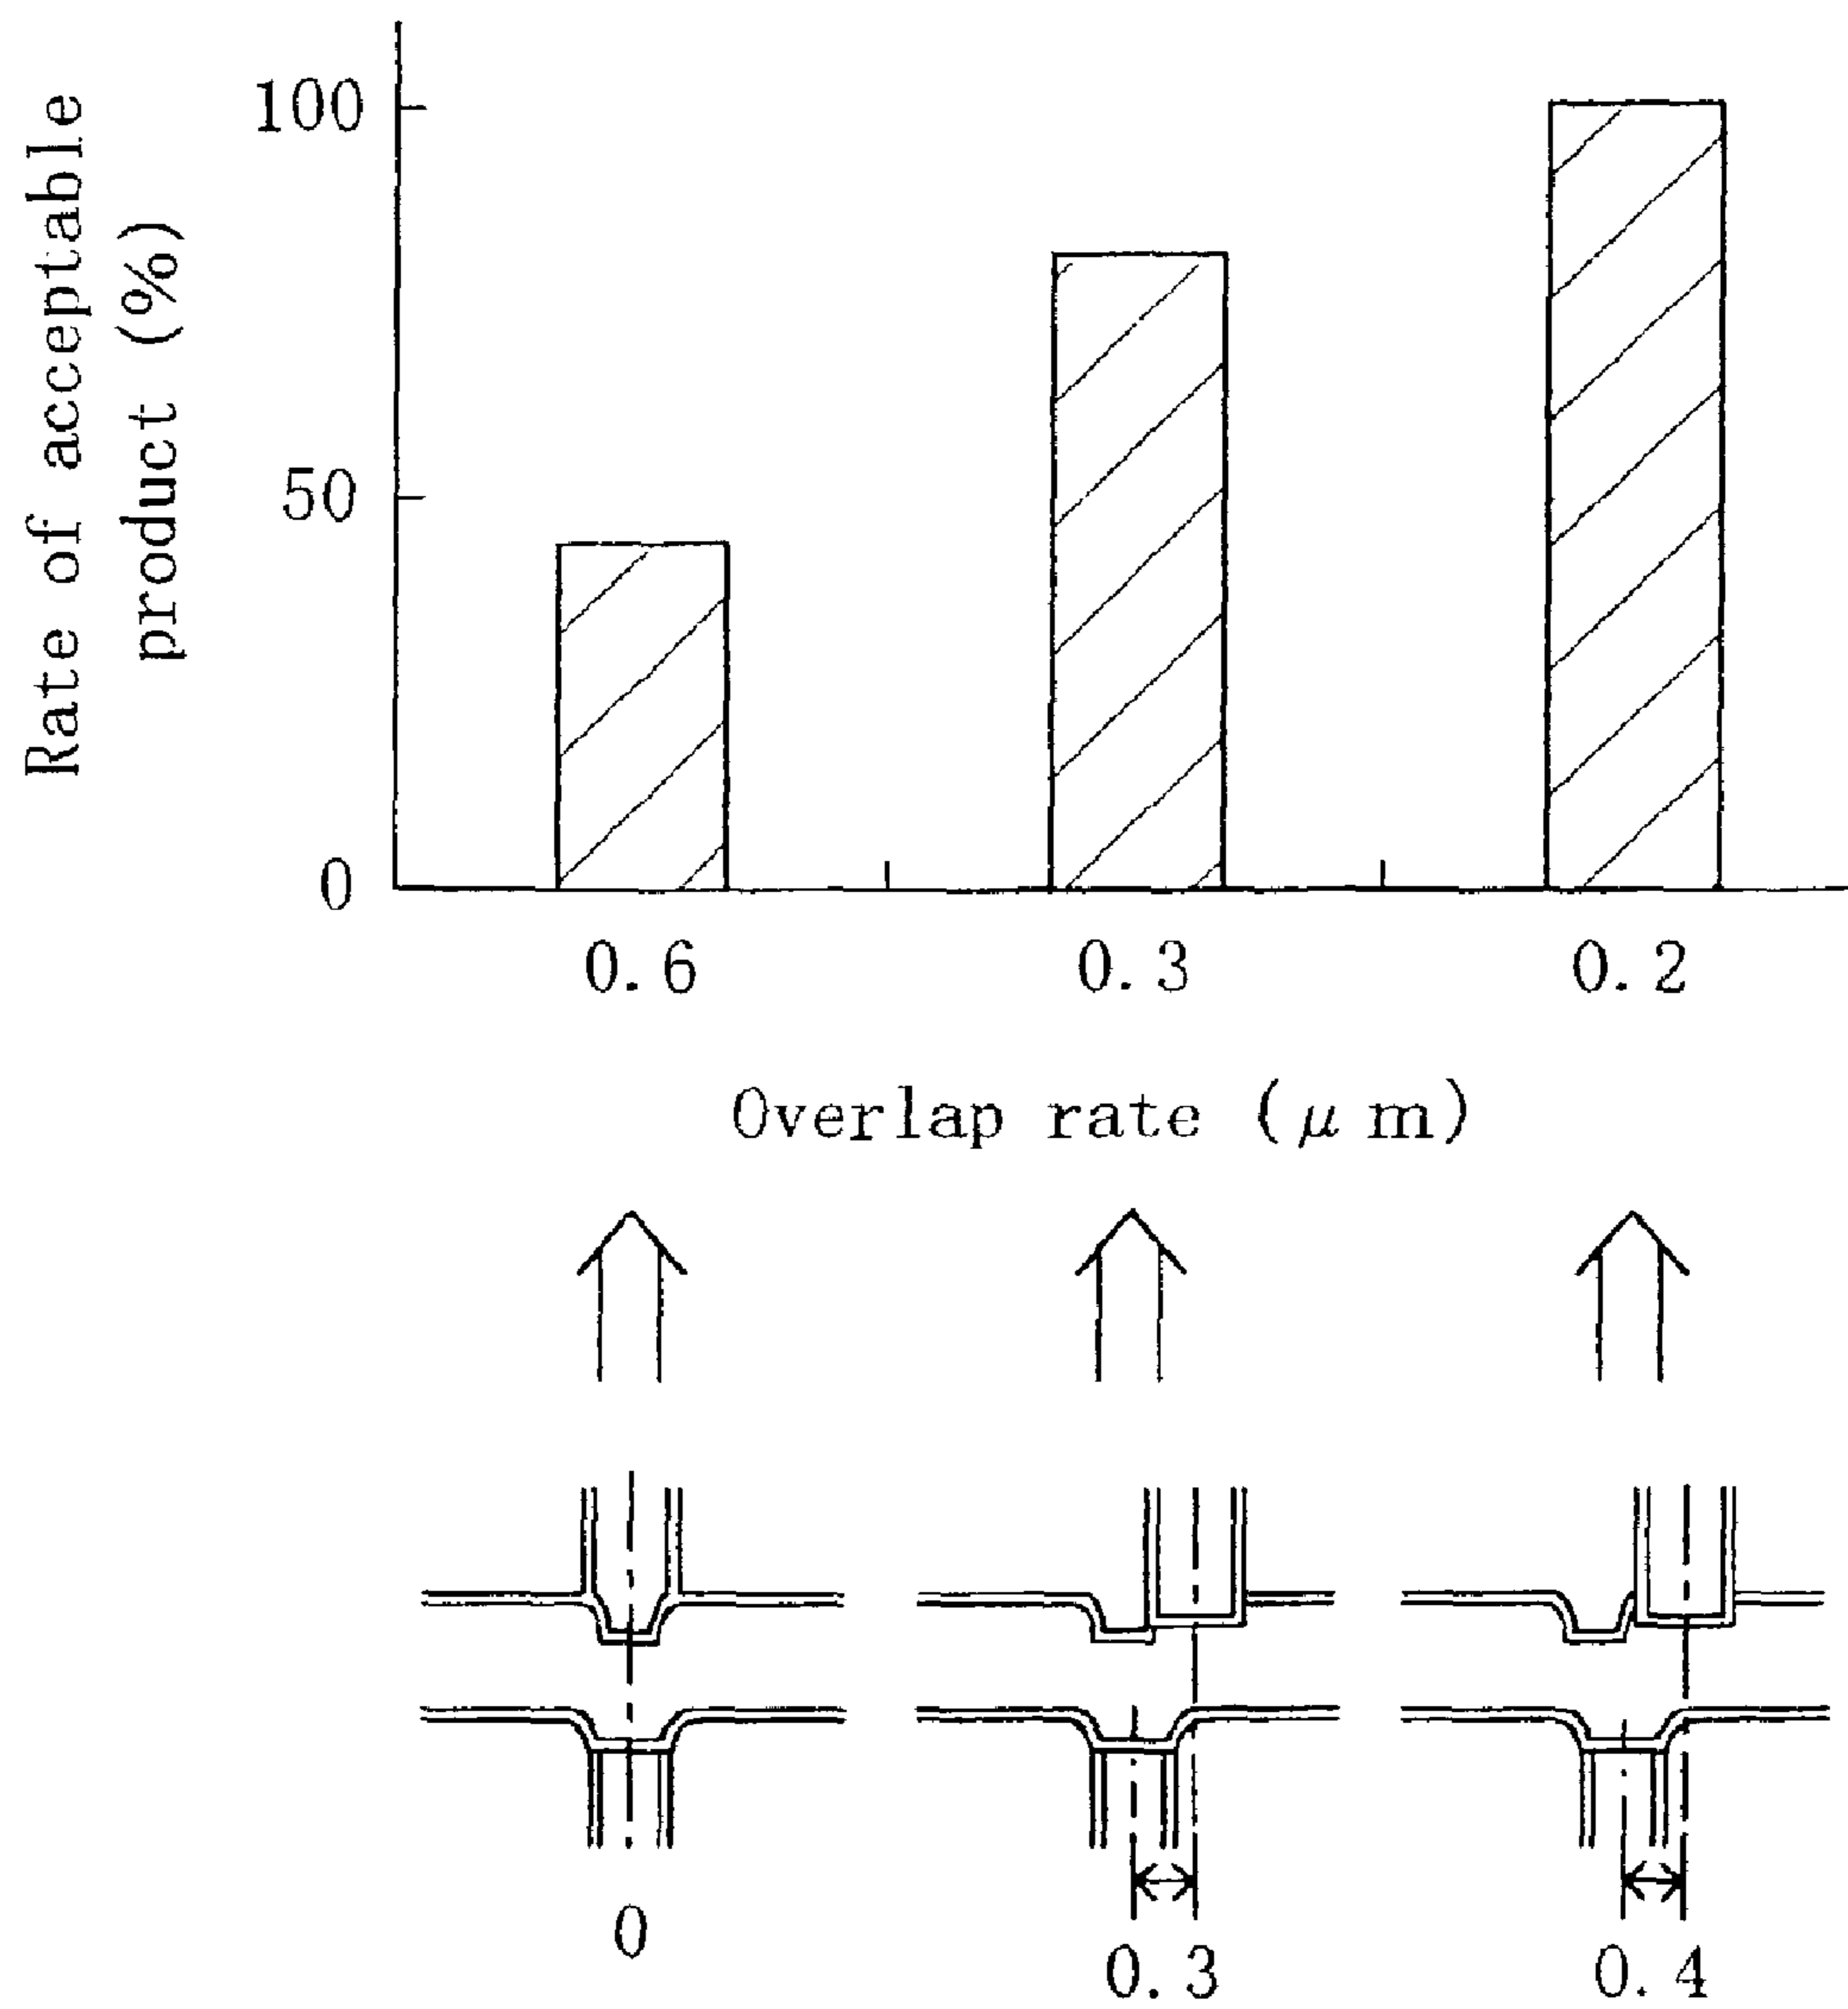 Rate of acceptable
product (%)
100
50
0
0.6 0.3 0.2
Overlap rate (μm)
0 0.3 0.4